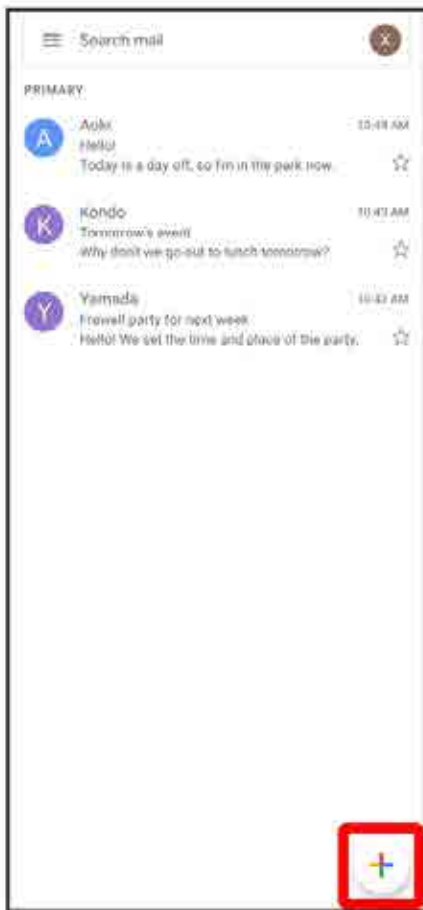 Search mail
X
PRIMARY
A
Aoki
10:49 AM
Hello!
Today is a day off, so I'm in the park now.
K
Kondo
10:43 AM
Tomorrow's event
Why don't we go out to lunch tomorrow?
Y
Yamada
10:42 AM
Frewell party for next week
Hello! We set the time and place of the party.